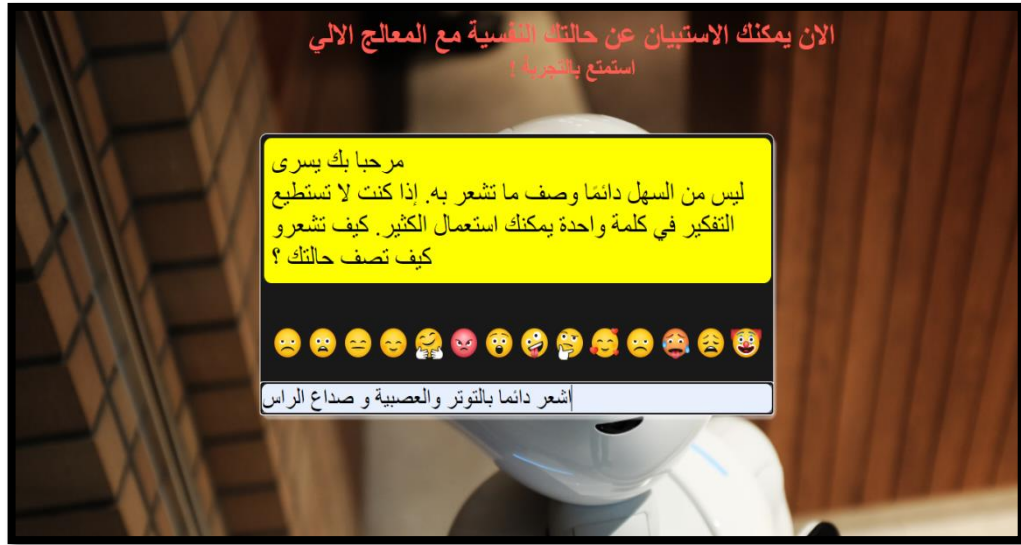 الان يمكنك الاستبيان عن حالتك النفسية مع المعالج الالي
استمتع بالتجربة !
مرحبا بك يسرى
ليس من السهل دائمًا وصف ما تشعر به. إذا كنت لا تستطيع
التفكير في كلمة واحدة يمكنك استعمال الكثير. كيف تشعرو
كيف تصف حالتك ؟
اشعر دائما بالتوتر والعصبية و صداع الراس